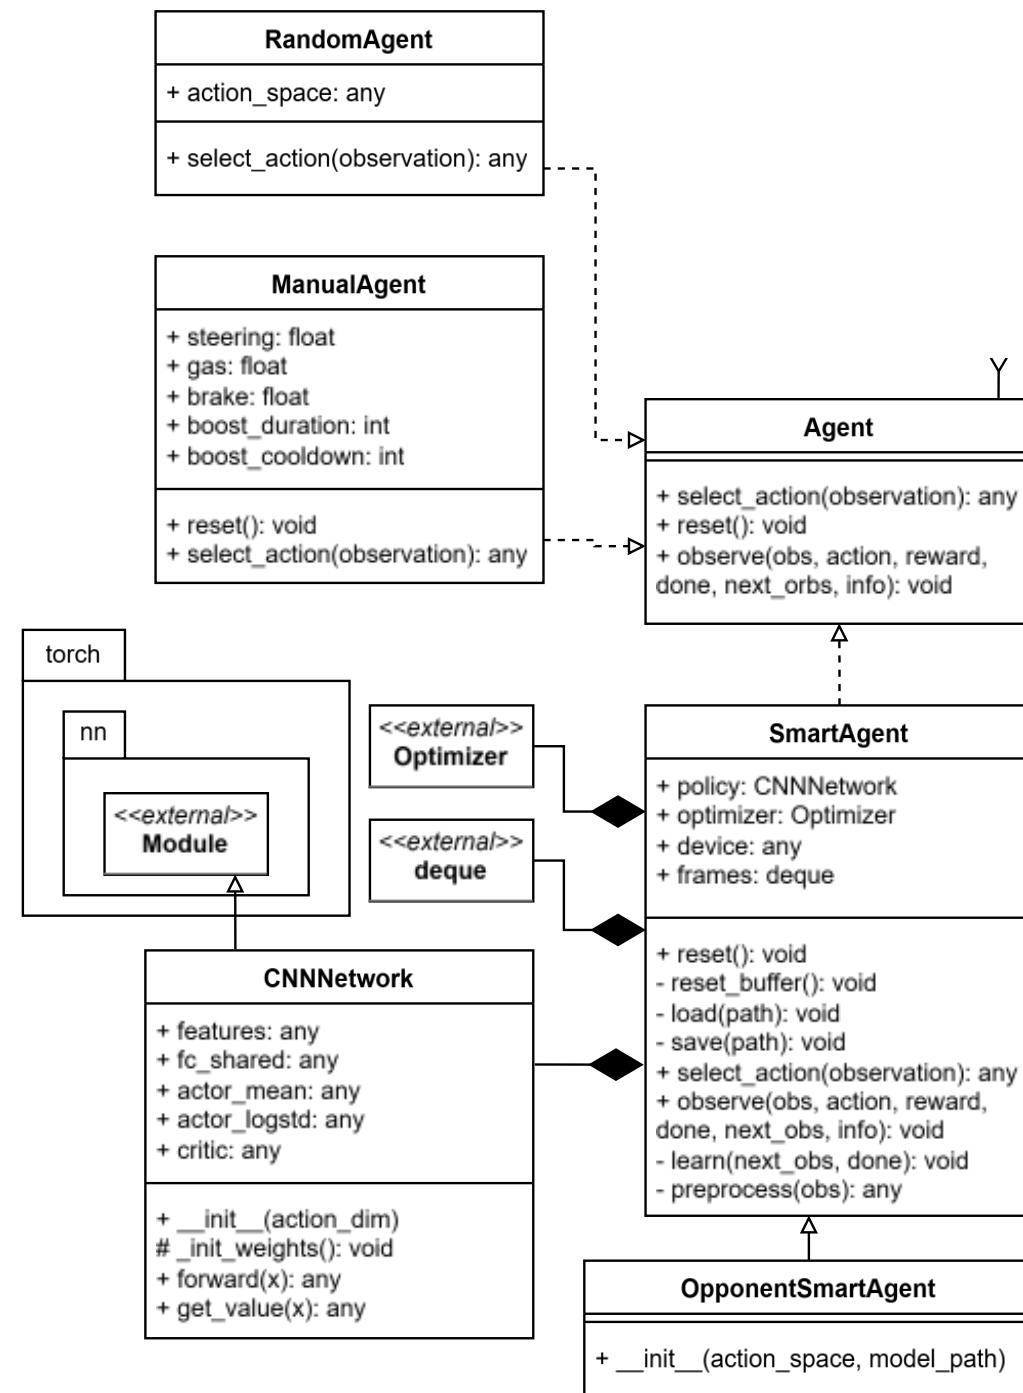 RandomAgent
+ action_space: any
+ select_action(observation): any
ManualAgent
+ steering: float
+ gas: float
+ brake: float
+ boost_duration: int
+ boost_cooldown: int
+ reset(): void
+ select_action(observation): any
Agent
+ select_action(observation): any
+ reset(): void
+ observe(obs, action, reward,
done, next_orbs, info): void
torch
nn
<<external>>
Module
<<external>>
Optimizer
<<external>>
deque
SmartAgent
+ policy: CNNNetwork
+ optimizer: Optimizer
+ device: any
+ frames: deque
+ reset(): void
- reset_buffer(): void
- load(path): void
- save(path): void
+ select_action(observation): any
+ observe(obs, action, reward,
done, next_obs, info): void
- learn(next_obs, done): void
- preprocess(obs): any
CNNNetwork
+ features: any
+ fc_shared: any
+ actor_mean: any
+ actor_logstd: any
+ critic: any
+ __init__(action_dim)
# _init_weights(): void
+ forward(x): any
+ get_value(x): any
OpponentSmartAgent
+ __init__(action_space, model_path)